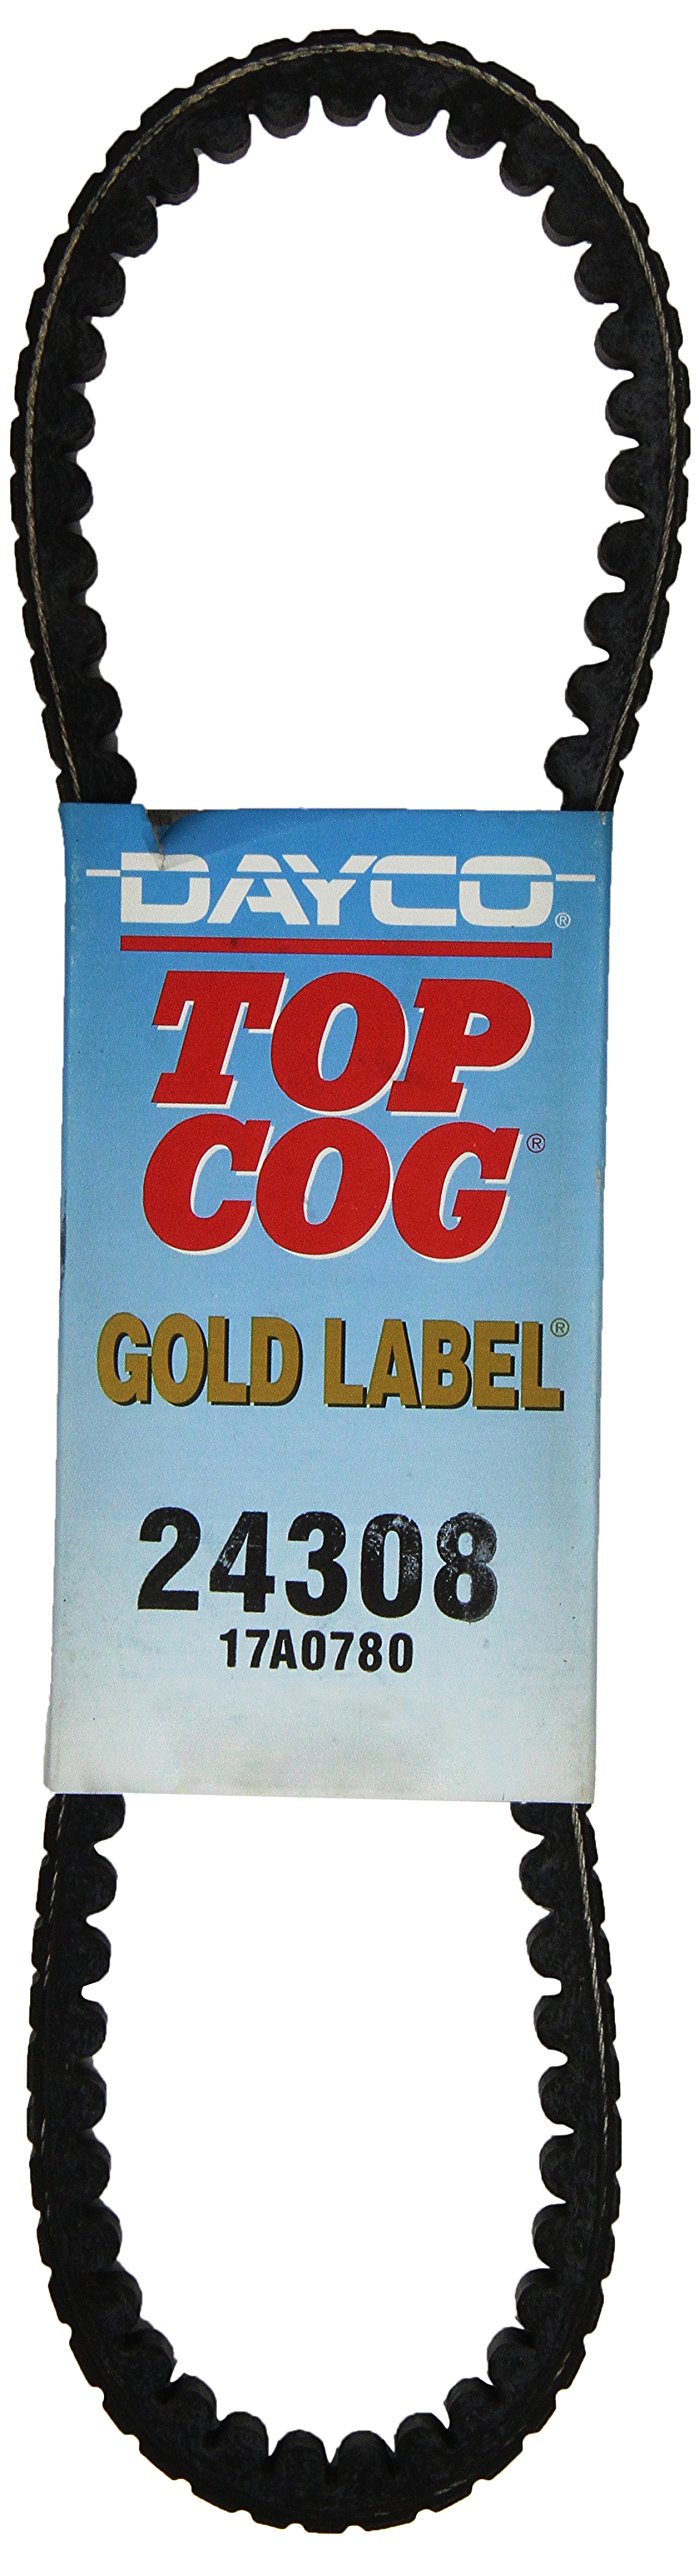 DAYCO®
TOP
COG®
GOLD LABEL®
24308
17A0780